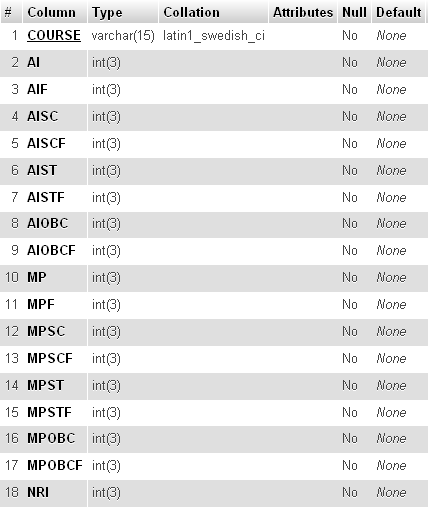 # Column Type Collation Attributes Null Default
1 COURSE varchar(15) latin1_swedish_ci No None
2 AI int(3) No None
3 AIF int(3) No None
4 AISC int(3) No None
5 AISCF int(3) No None
6 AIST int(3) No None
7 AISTF int(3) No None
8 AIOBC int(3) No None
9 AIOBCF int(3) No None
10 MP int(3) No None
11 MPF int(3) No None
12 MPSC int(3) No None
13 MPSCF int(3) No None
14 MPST int(3) No None
15 MPSTF int(3) No None
16 MPOBC int(3) No None
17 MPOBCF int(3) No None
18 NRI int(3) No None